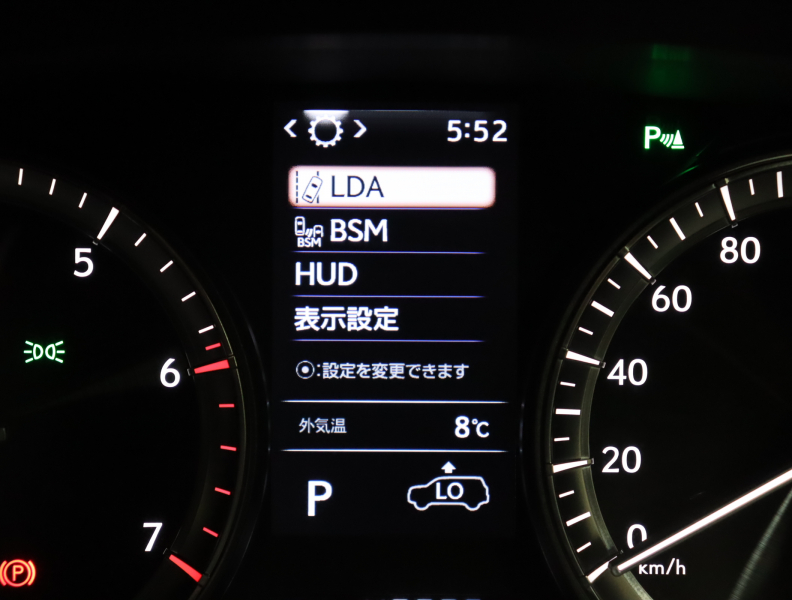 5:52
LDA
BSM
BSM
HUD
表示設定
⦿:設定を変更できます
外気温 8℃
P LO
5
6
7
P
P
80
60
40
20
0
km/h